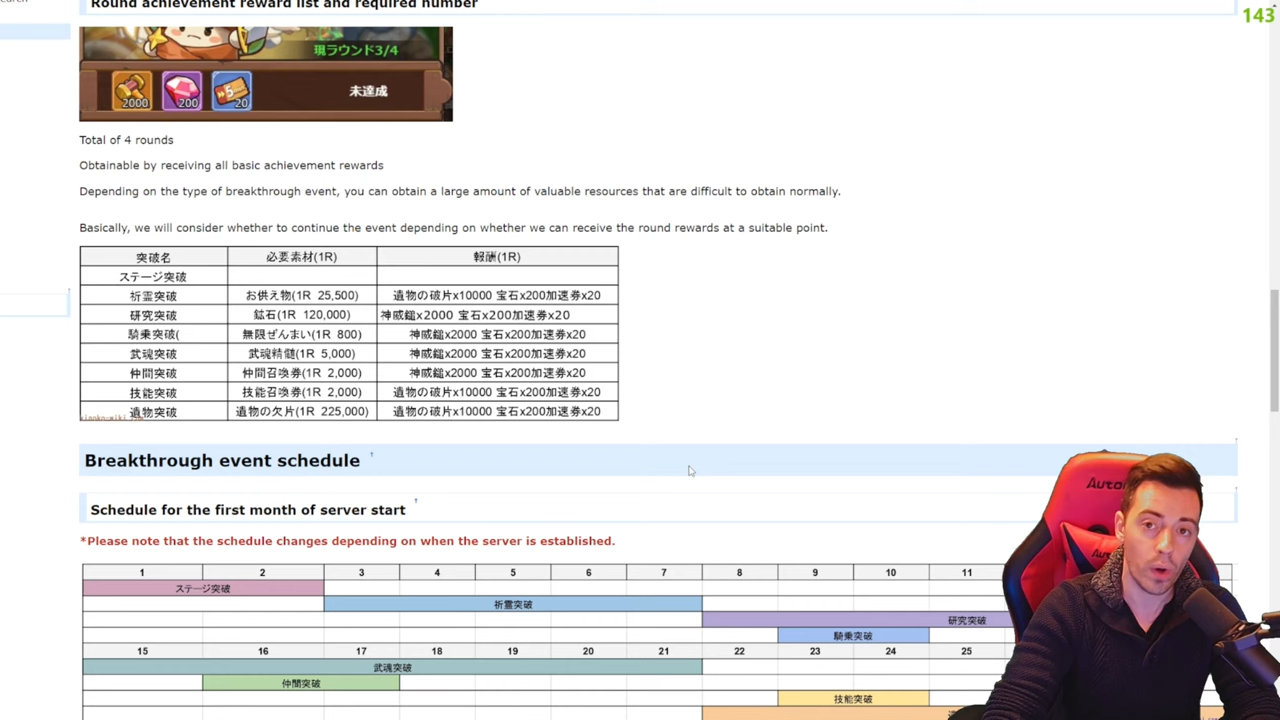 Round achievement reward list and required number
143
現ラウンド3/4
2000
200
5
20
未達成
Total of 4 rounds
Obtainable by receiving all basic achievement rewards
Depending on the type of breakthrough event, you can obtain a large amount of valuable resources that are difficult to obtain normally.
Basically, we will consider whether to continue the event depending on whether we can receive the round rewards at a suitable point.
突破名 必要素材(1R) 報酬(1R)
ステージ突破
祈霊突破 お供え物(1R 25,500) 遺物の破片x10000 宝石x200加速券x20
研究突破 鉱石(1R 120,000) 神威鎚x2000 宝石x200加速券x20
騎乗突破( 無限ぜんまい(1R 800) 神威鎚x2000 宝石x200加速券x20
武魂突破 武魂精髄(1R 5,000) 神威鎚x2000 宝石x200加速券x20
仲間突破 仲間召喚券(1R 2,000) 神威鎚x2000 宝石x200加速券x20
技能突破 技能召喚券(1R 2,000) 遺物の破片x10000 宝石x200加速券x20
遺物突破 遺物の欠片(1R 225,000) 遺物の破片x10000 宝石x200加速券x20
Breakthrough event schedule
Schedule for the first month of server start
*Please note that the schedule changes depending on when the server is established.
1 2 3 4 5 6 7 8 9 10 11
ステージ突破
祈霊突破
研究突破
騎乗突破
15 16 17 18 19 20 21 22 23 24 25
武魂突破
仲間突破
技能突破